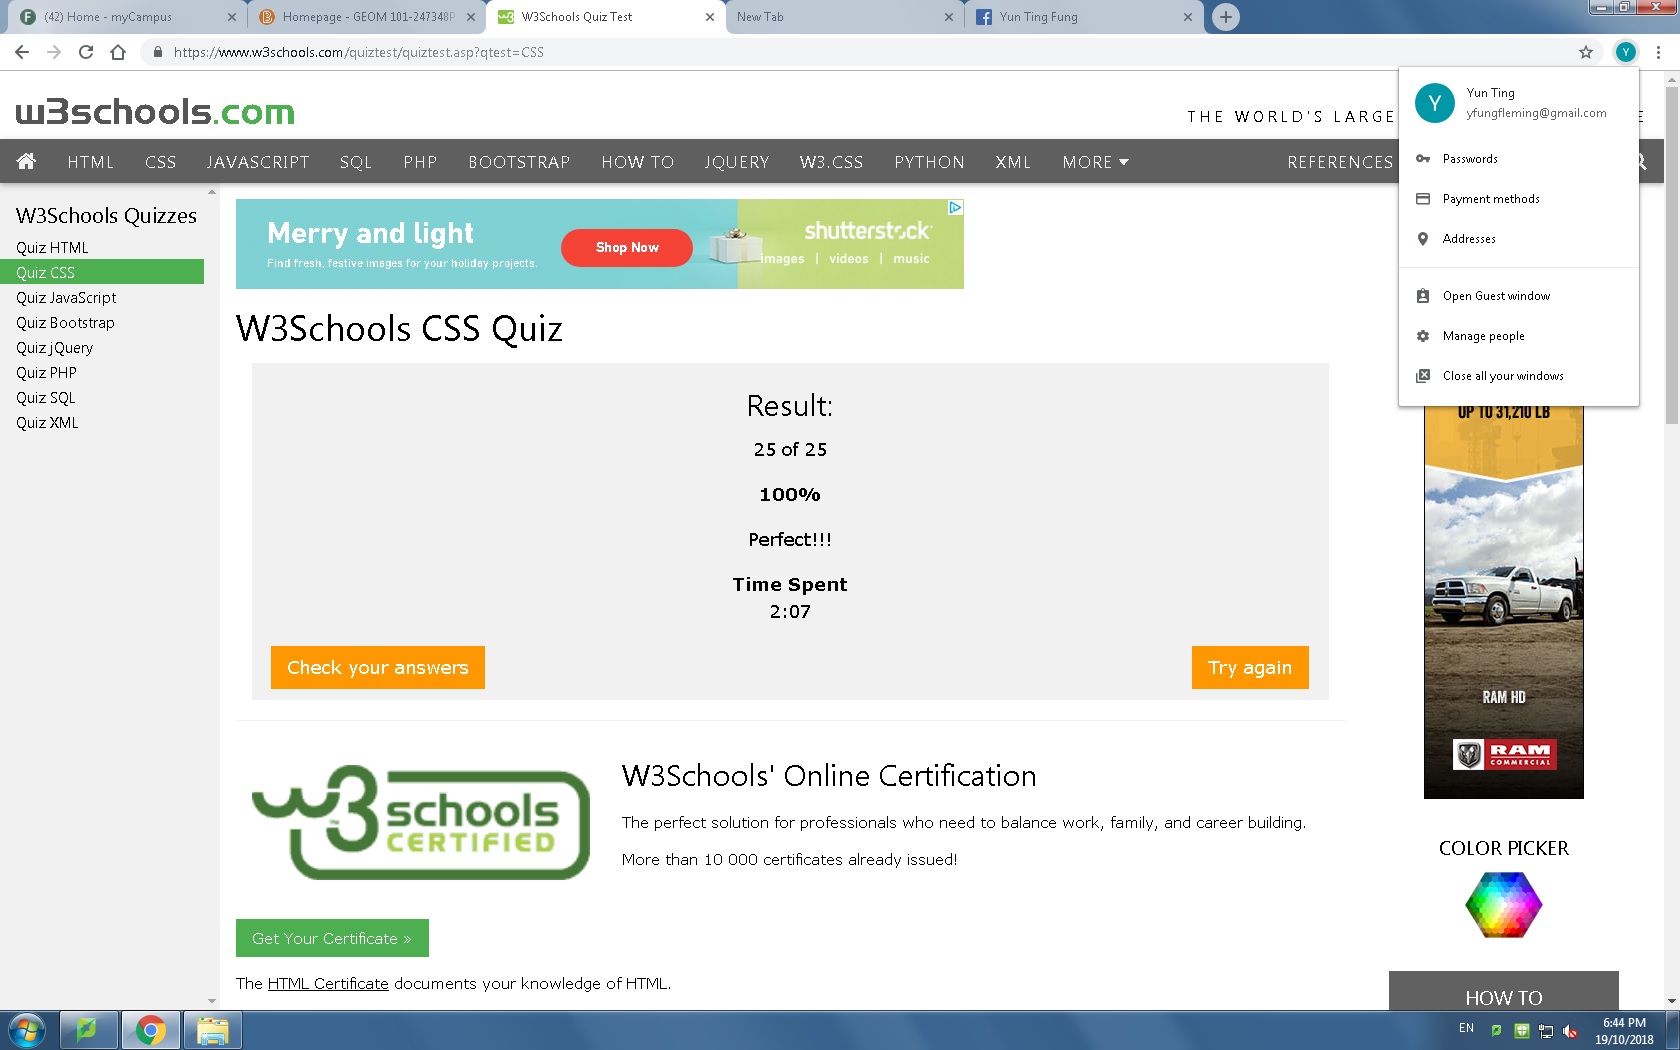 (42) Home - myCampus
Homepage - GEOM 101-247348P
W3Schools Quiz Test
New Tab
Yun Ting Fung
https://www.w3schools.com/quiztest/quiztest.asp?qtest=CSS
Y
w3schools.com
THE WORLD'S LARGE
E
HTML CSS JAVASCRIPT SQL PHP BOOTSTRAP HOW TO JQUERY W3.CSS PYTHON XML MORE REFERENCES
Y
Yun Ting
yfungfleming@gmail.com
Passwords
Payment methods
Addresses
Open Guest window
Manage people
Close all your windows
W3Schools Quizzes
Quiz HTML
Quiz CSS
Quiz JavaScript
Quiz Bootstrap
Quiz jQuery
Quiz PHP
Quiz SQL
Quiz XML
Merry and light
Find fresh, festive images for your holiday projects.
Shop Now
shutterstock
images | videos | music
W3Schools CSS Quiz
Result:
25 of 25
100%
Perfect!!!
Time Spent
2:07
Check your answers
Try again
UP TO 31,210 LB
RAM HD
RAM
COMMERCIAL
w3schools
CERTIFIED
W3Schools' Online Certification
The perfect solution for professionals who need to balance work, family, and career building.
More than 10 000 certificates already issued!
Get Your Certificate »
The HTML Certificate documents your knowledge of HTML.
COLOR PICKER
HOW TO
EN
6:44 PM
19/10/2018